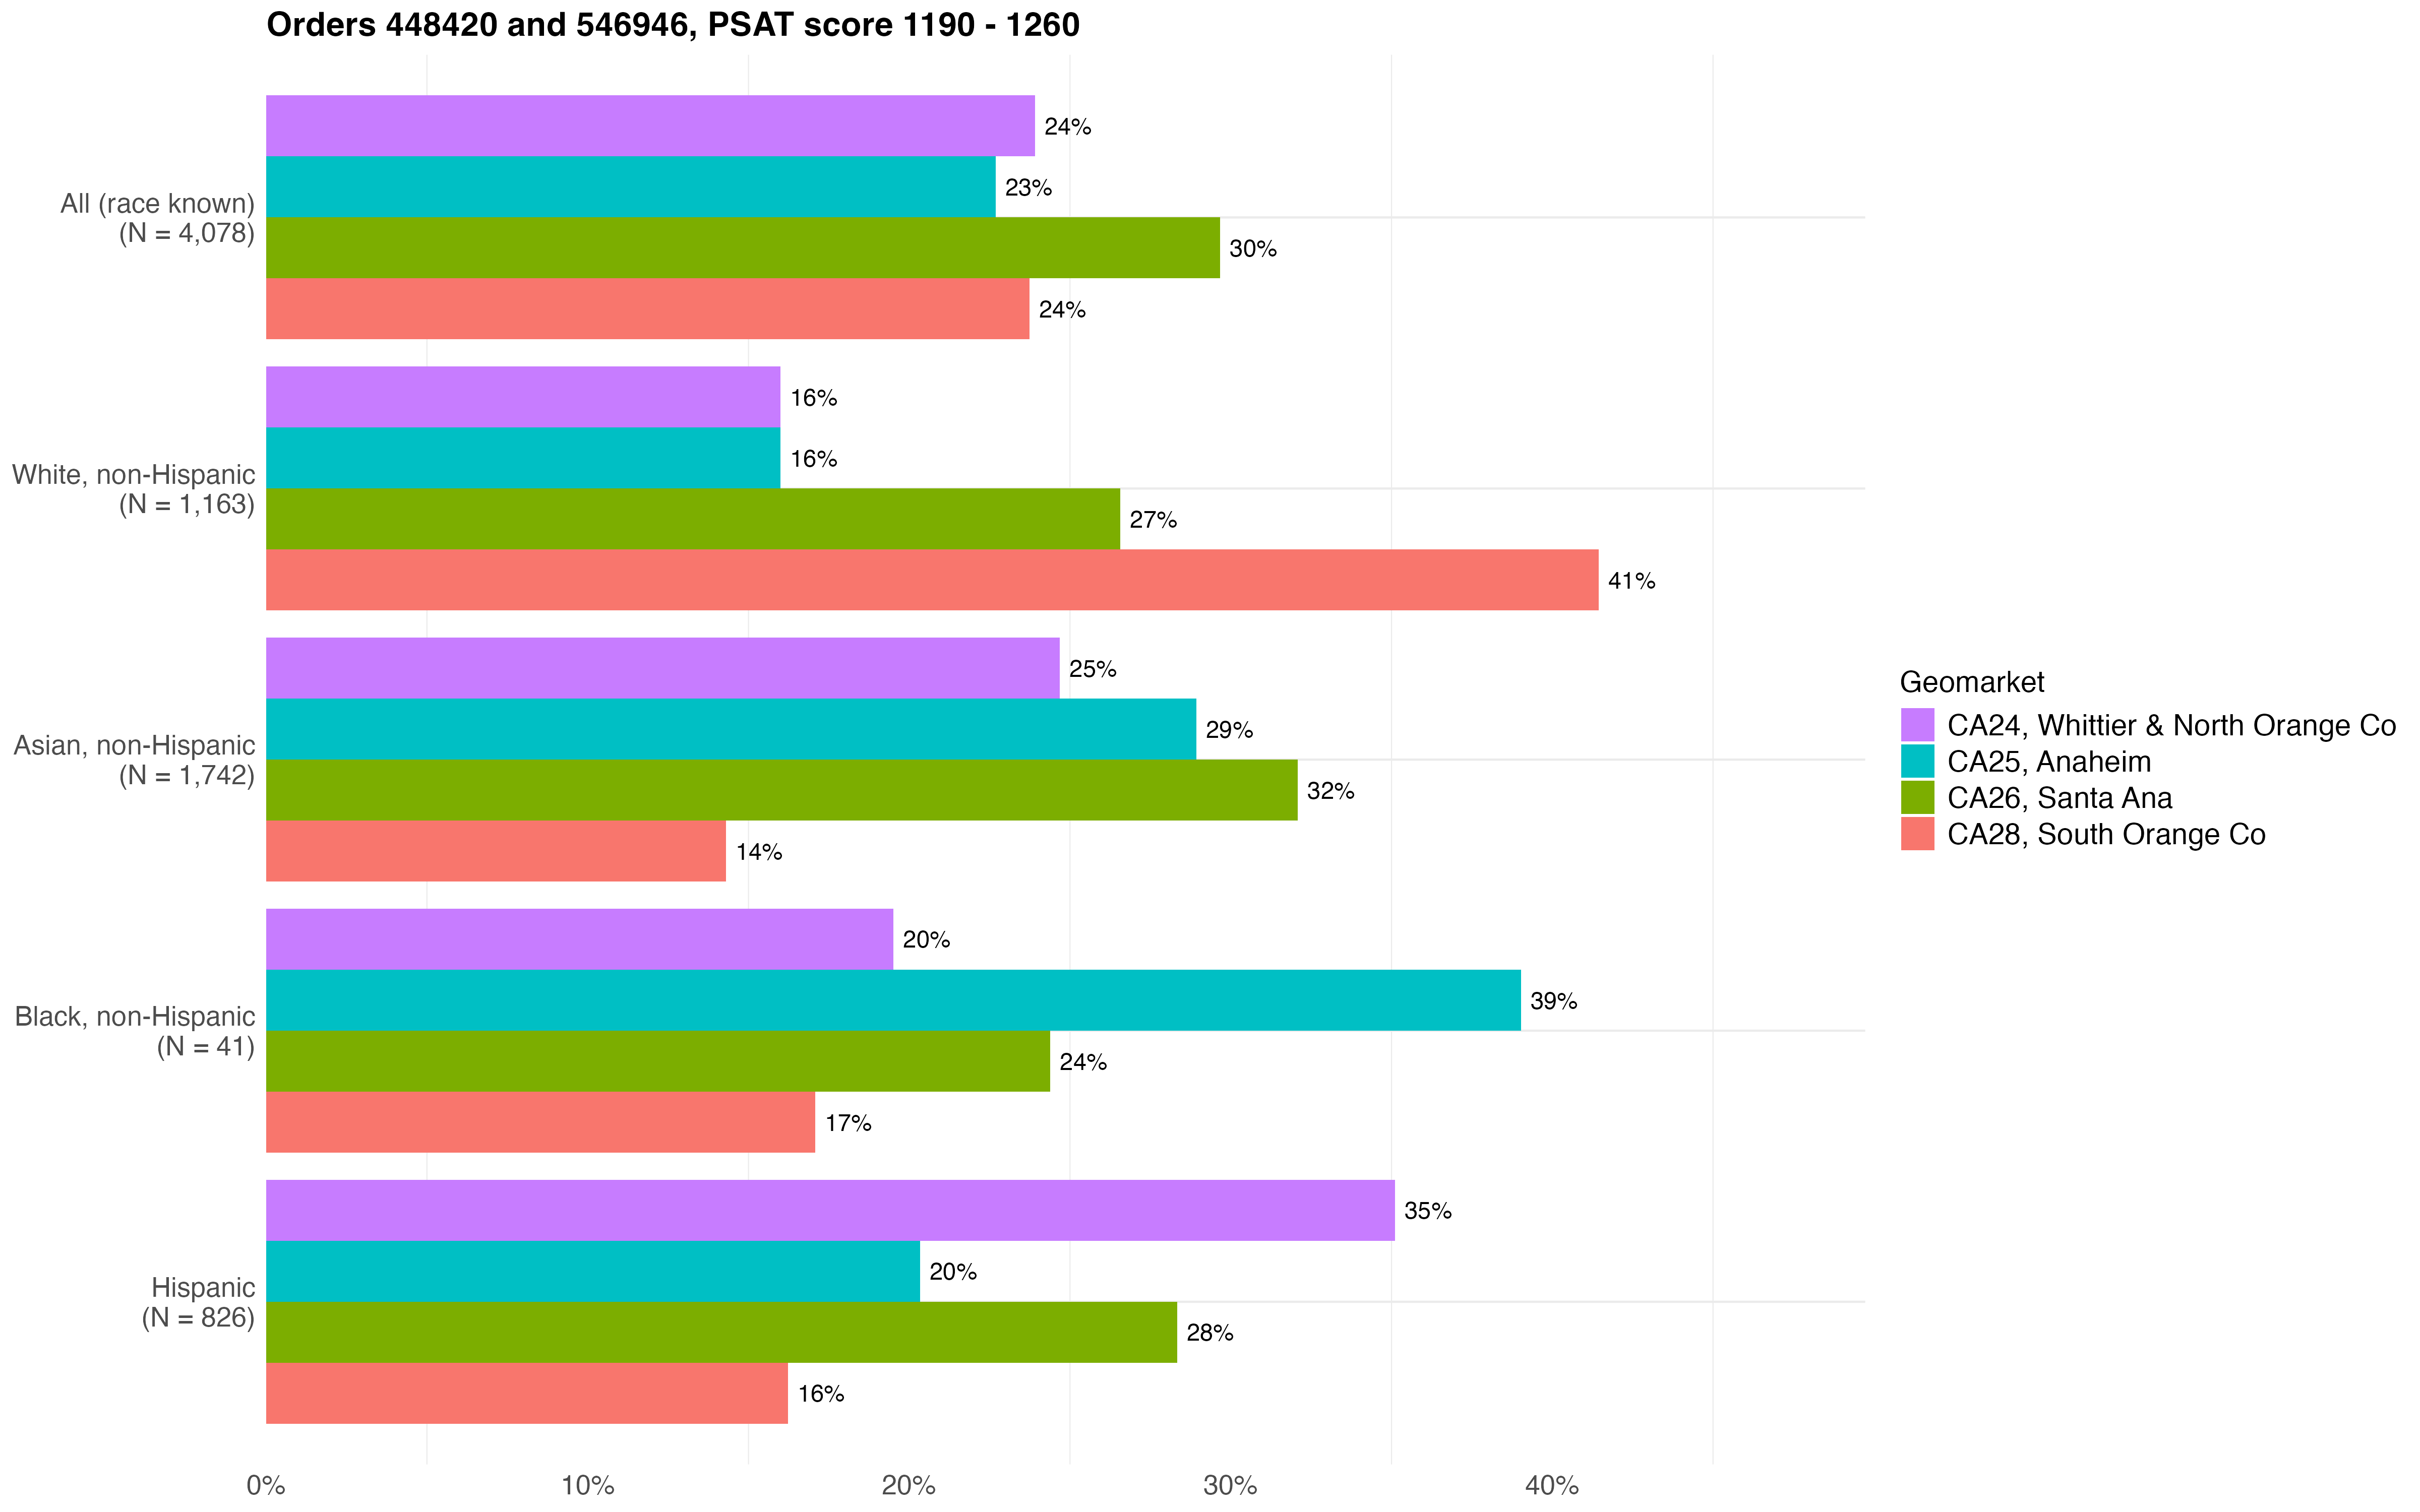 Orders 448420 and 546946, PSAT score 1190 - 1260
All (race known)
(N = 4,078)
24%
23%
30%
24%
White, non-Hispanic
(N = 1,163)
16%
16%
27%
41%
Asian, non-Hispanic
(N = 1,742)
25%
29%
32%
14%
Black, non-Hispanic
(N = 41)
20%
39%
24%
17%
Hispanic
(N = 826)
35%
20%
28%
16%
0%
10%
20%
30%
40%
Geomarket
CA24, Whittier & North Orange Co
CA25, Anaheim
CA26, Santa Ana
CA28, South Orange Co